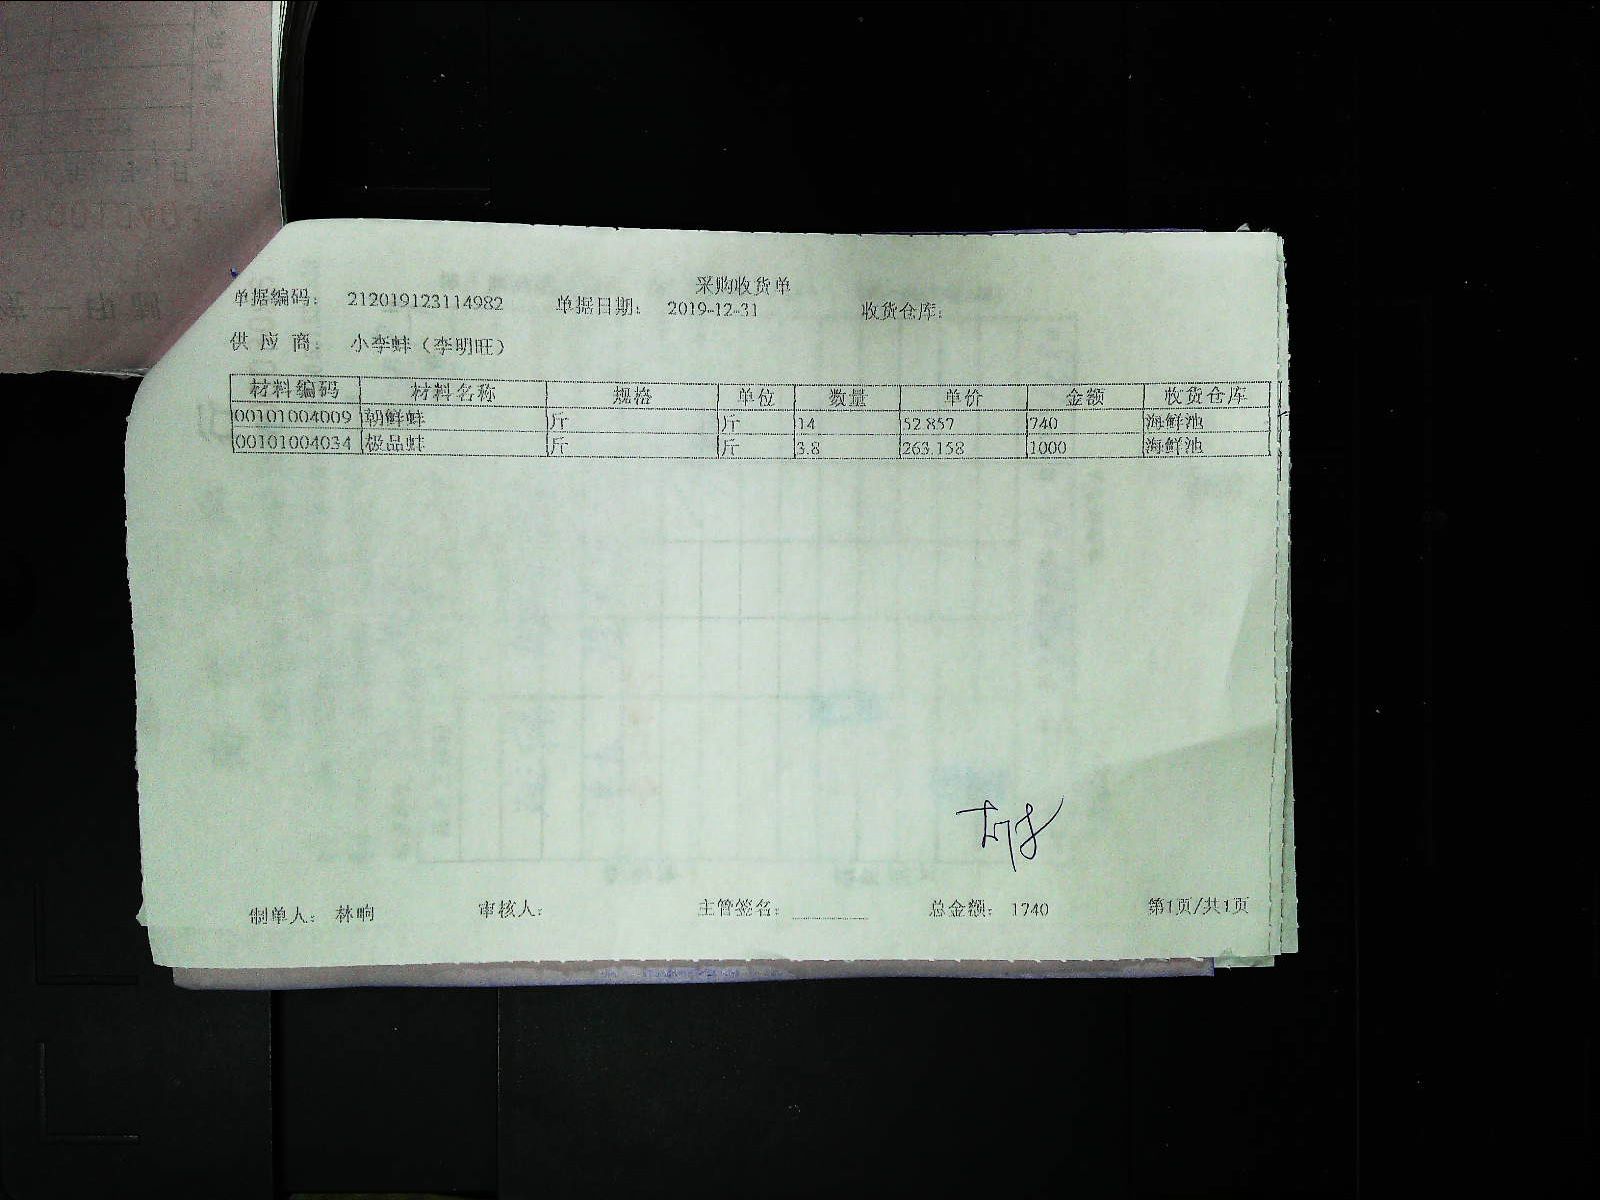 采购收货单
单据编码: 212019123114982 单据日期: 2019-12-31 收货仓库:
供 应 商: 小李蚌（李明旺）
材料编码 材料名称 规格 单位 数量 单价 金额 收货仓库
00101004009 朝鲜蚌 斤 斤 14 52.857 740 海鲜池
00101004034 极品蚌 斤 斤 3.8 263.158 1000 海鲜池
制单人: 林响 审核人: 主管签名: 总金额: 1740 第1页/共1页